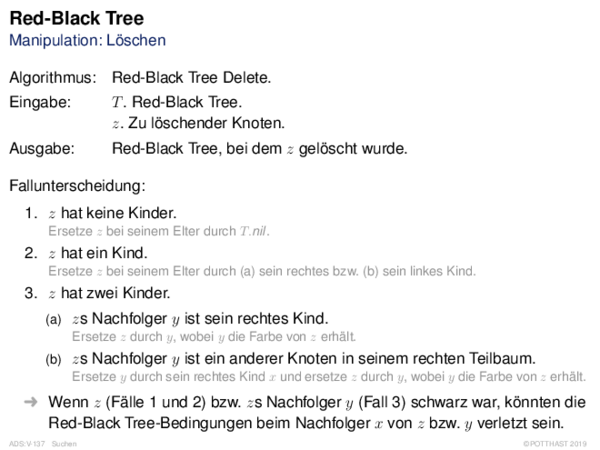 Red-Black Tree
Manipulation: Löschen
Algorithmus: Red-Black Tree Delete.
Eingabe: T. Red-Black Tree.
z. Zu löschender Knoten.
Ausgabe: Red-Black Tree, bei dem z gelöscht wurde.
Fallunterscheidung:
1. z hat keine Kinder.
Ersetze z bei seinem Elter durch T.nil.
2. z hat ein Kind.
Ersetze z bei seinem Elter durch (a) sein rechtes bzw. (b) sein linkes Kind.
3. z hat zwei Kinder.
(a) zs Nachfolger y ist sein rechtes Kind.
Ersetze z durch y, wobei y die Farbe von z erhält.
(b) zs Nachfolger y ist ein anderer Knoten in seinem rechten Teilbaum.
Ersetze y durch sein rechtes Kind x und ersetze z durch y, wobei y die Farbe von z erhält.
➜ Wenn z (Fälle 1 und 2) bzw. zs Nachfolger y (Fall 3) schwarz war, könnten die
Red-Black Tree-Bedingungen beim Nachfolger x von z bzw. y verletzt sein.
ADS:V-137 Suchen ©POTTHAST 2019